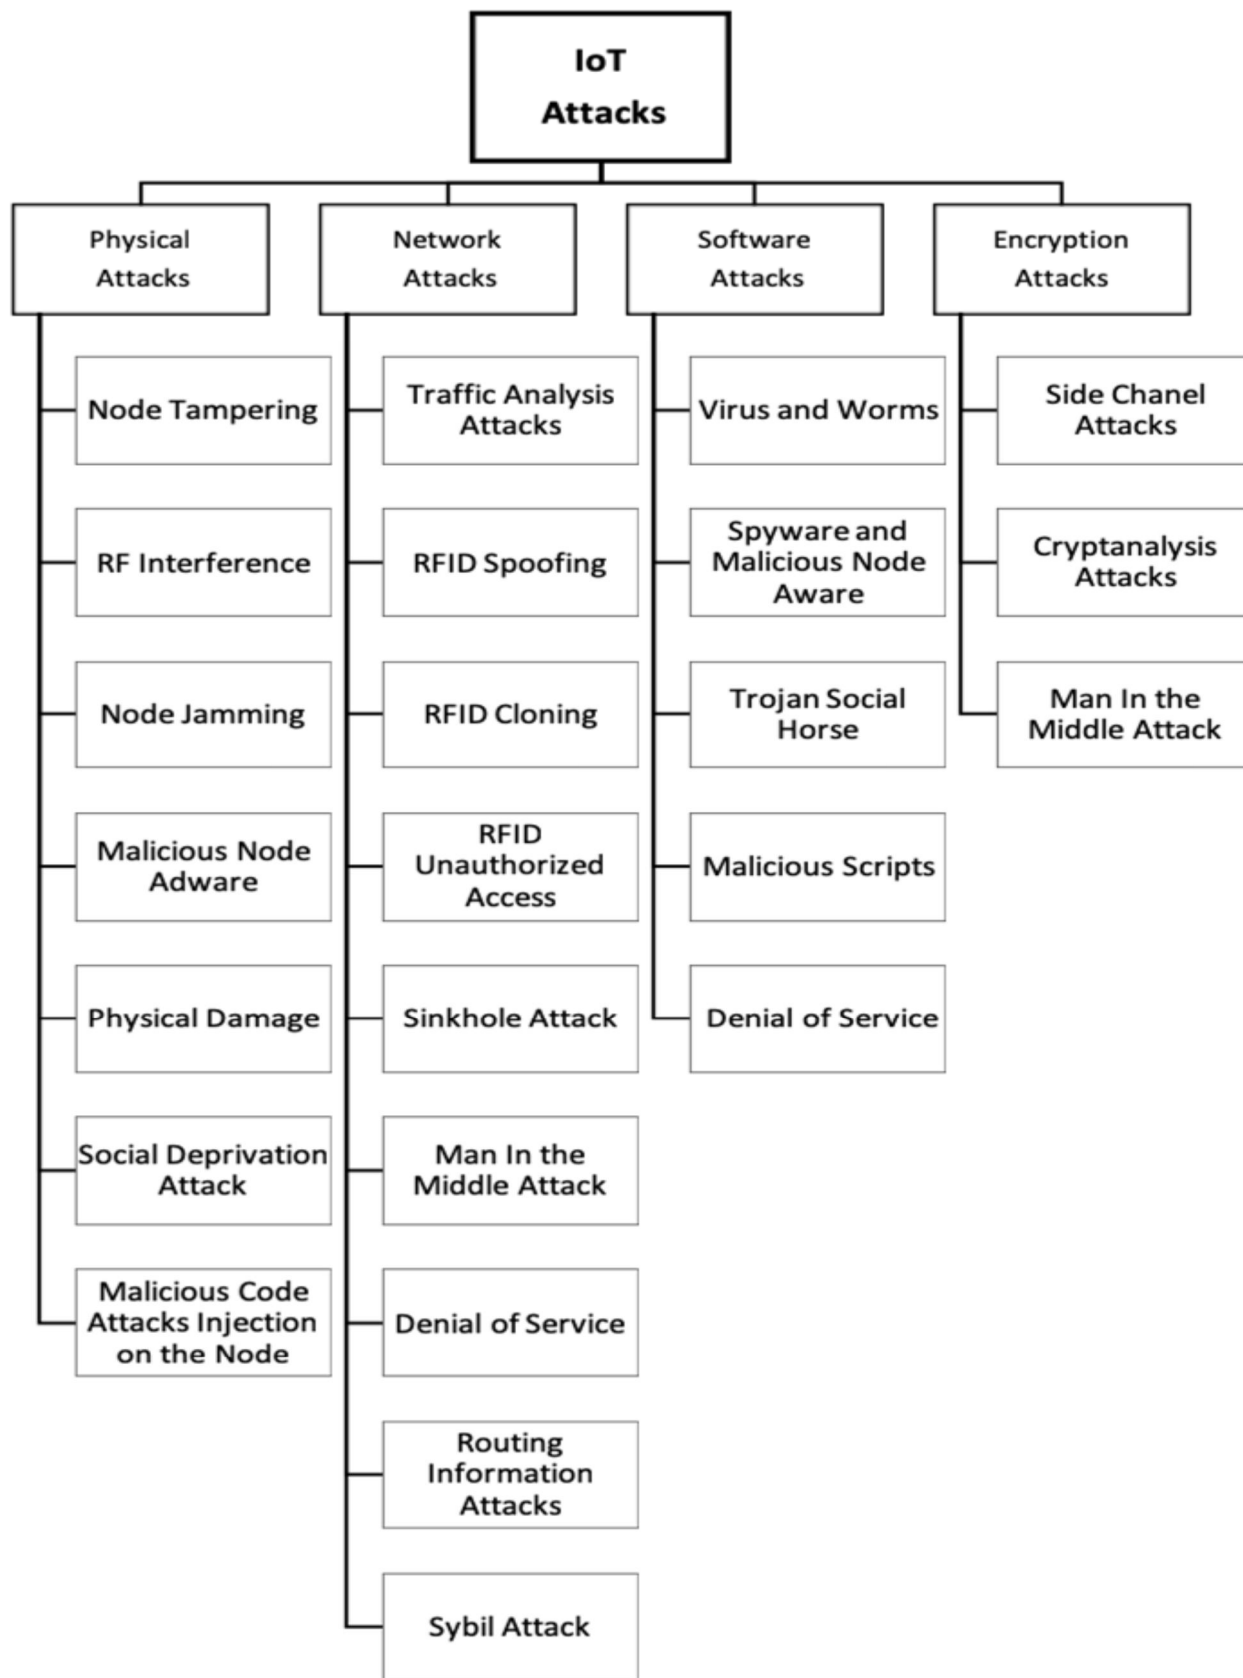 IoT
Attacks
Physical
Attacks
Network
Attacks
Software
Attacks
Encryption
Attacks
Node Tampering
RF Interference
Node Jamming
Malicious Node
Adware
Physical Damage
Social Deprivation
Attack
Malicious Code
Attacks Injection
on the Node
Traffic Analysis
Attacks
RFID Spoofing
RFID Cloning
RFID
Unauthorized
Access
Sinkhole Attack
Man In the
Middle Attack
Denial of Service
Routing
Information
Attacks
Sybil Attack
Virus and Worms
Spyware and
Malicious Node
Aware
Trojan Social
Horse
Malicious Scripts
Denial of Service
Side Chanel
Attacks
Cryptanalysis
Attacks
Man In the
Middle Attack